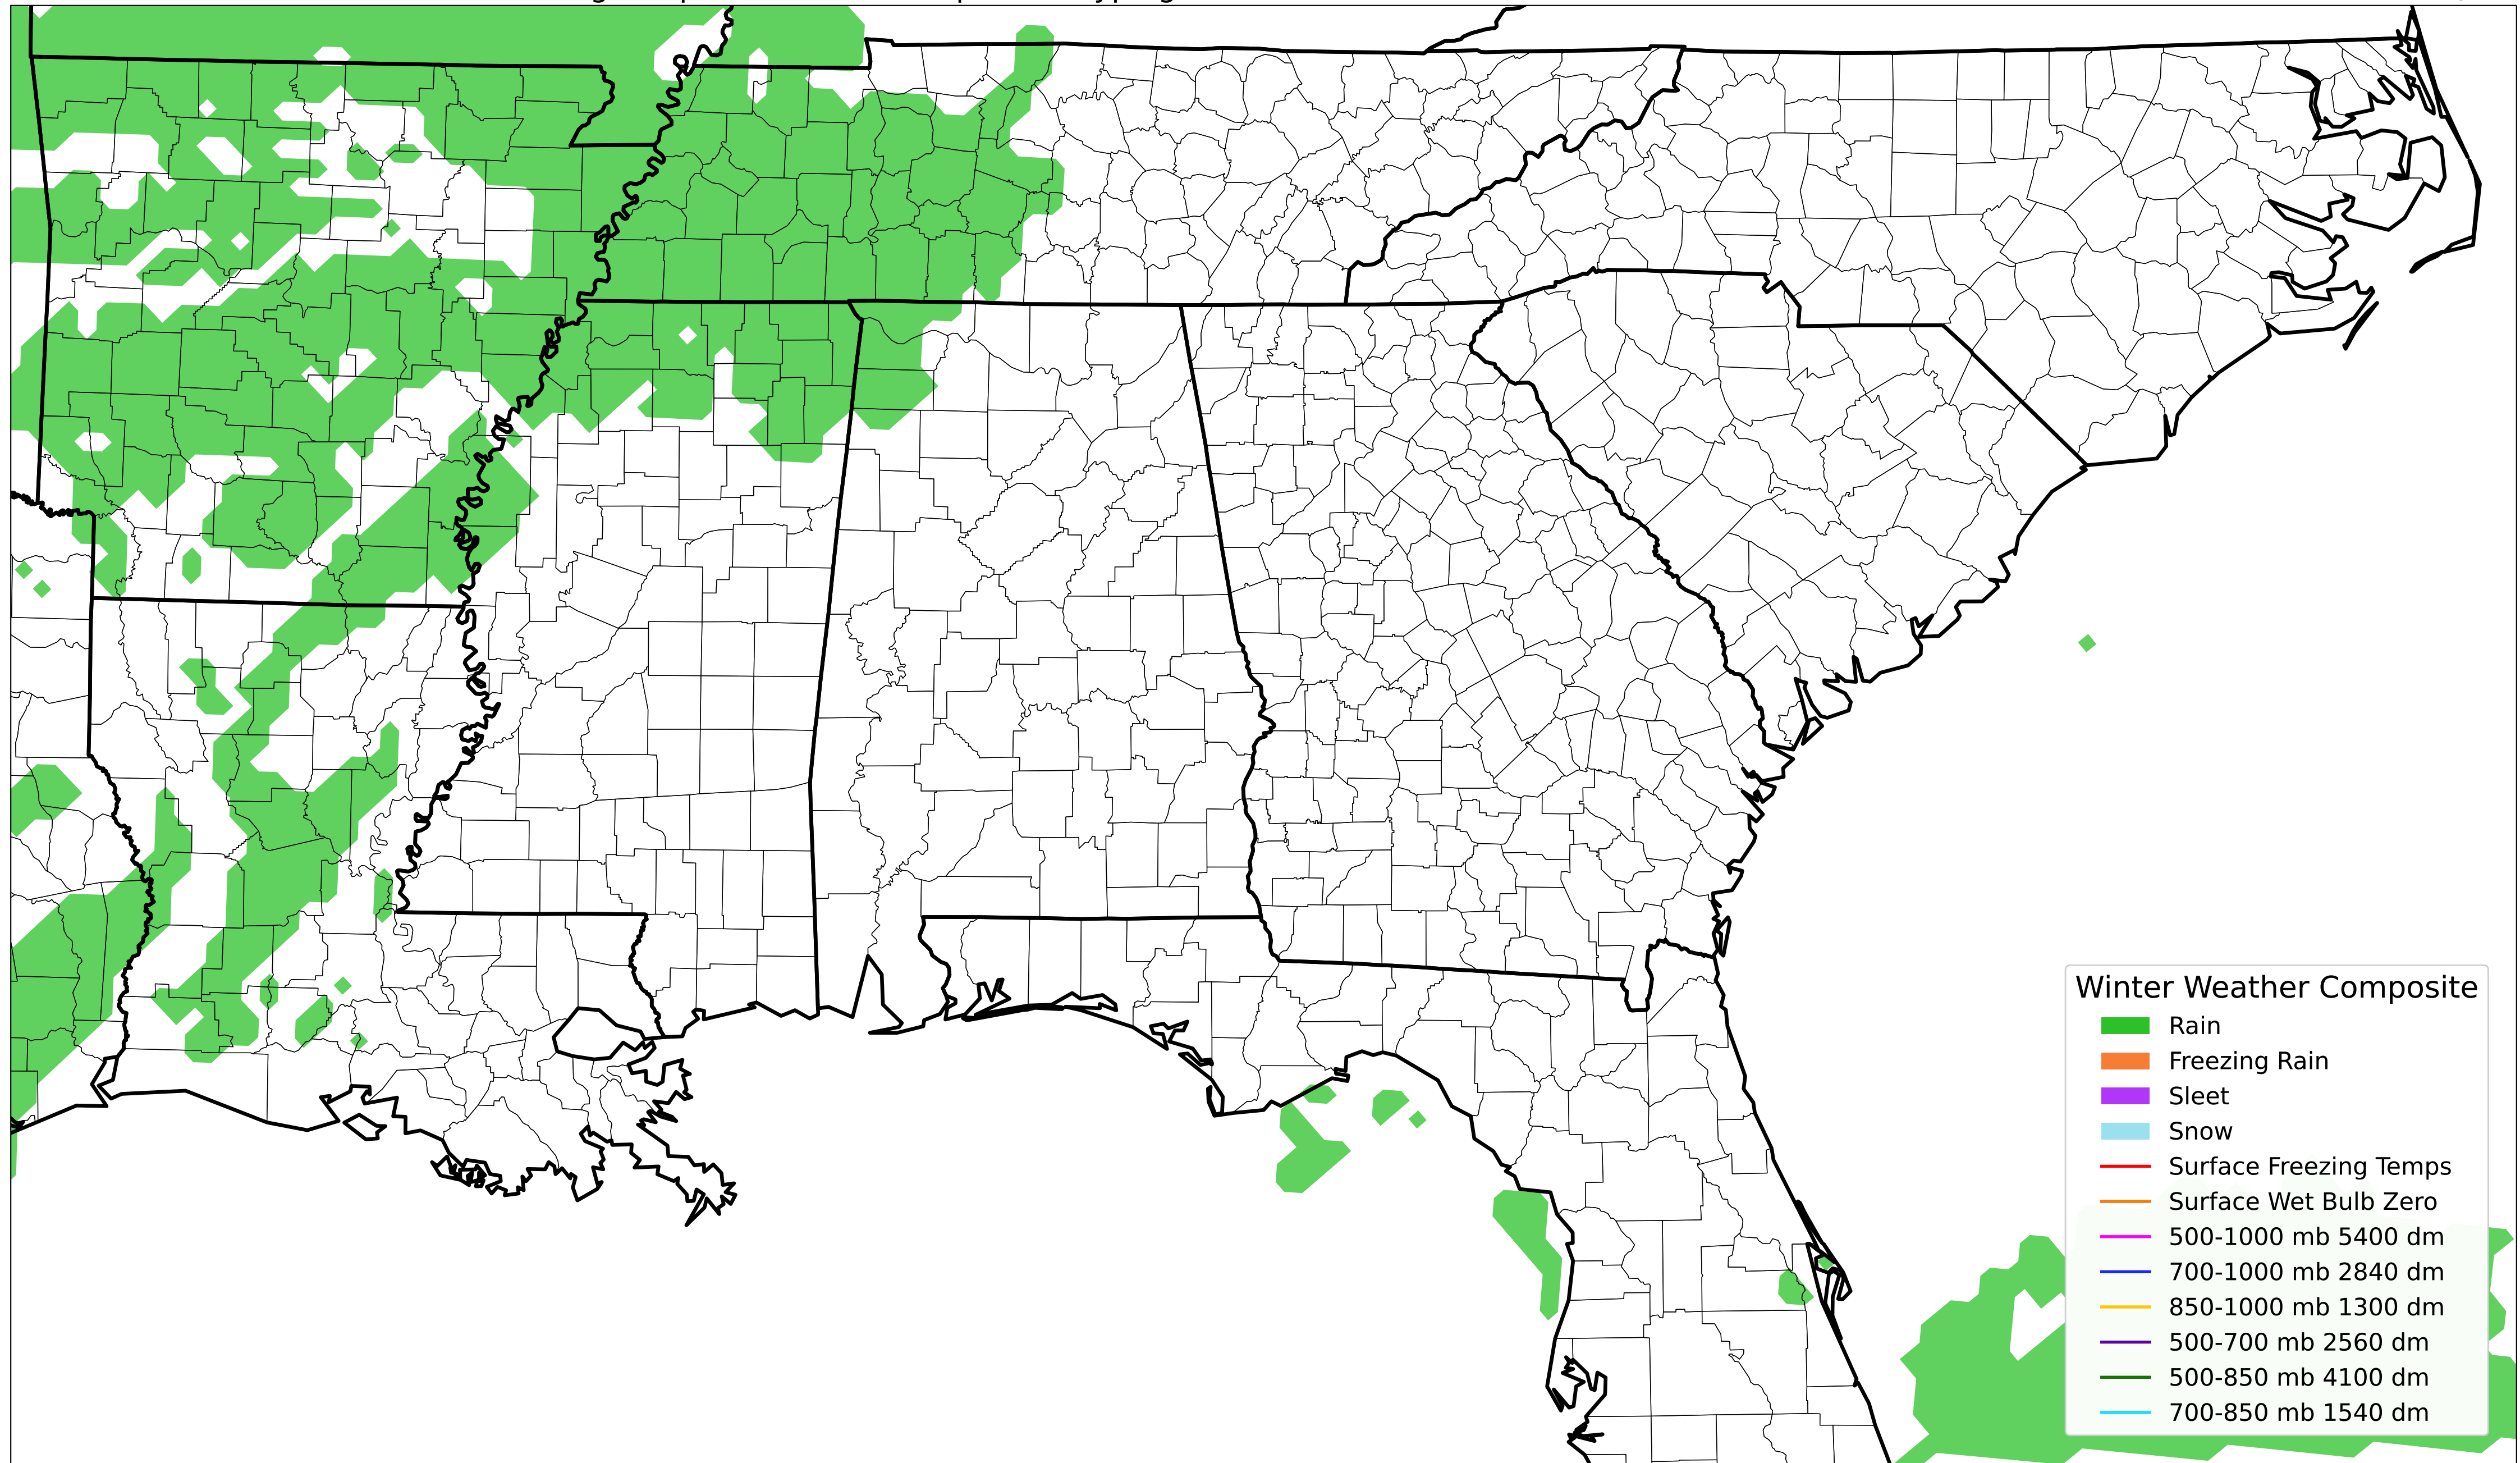 Winter Weather Composite
Rain
Freezing Rain
Sleet
Snow
Surface Freezing Temps
Surface Wet Bulb Zero
500-1000 mb 5400 dm
700-1000 mb 2840 dm
850-1000 mb 1300 dm
500-700 mb 2560 dm
500-850 mb 4100 dm
700-850 mb 1540 dm